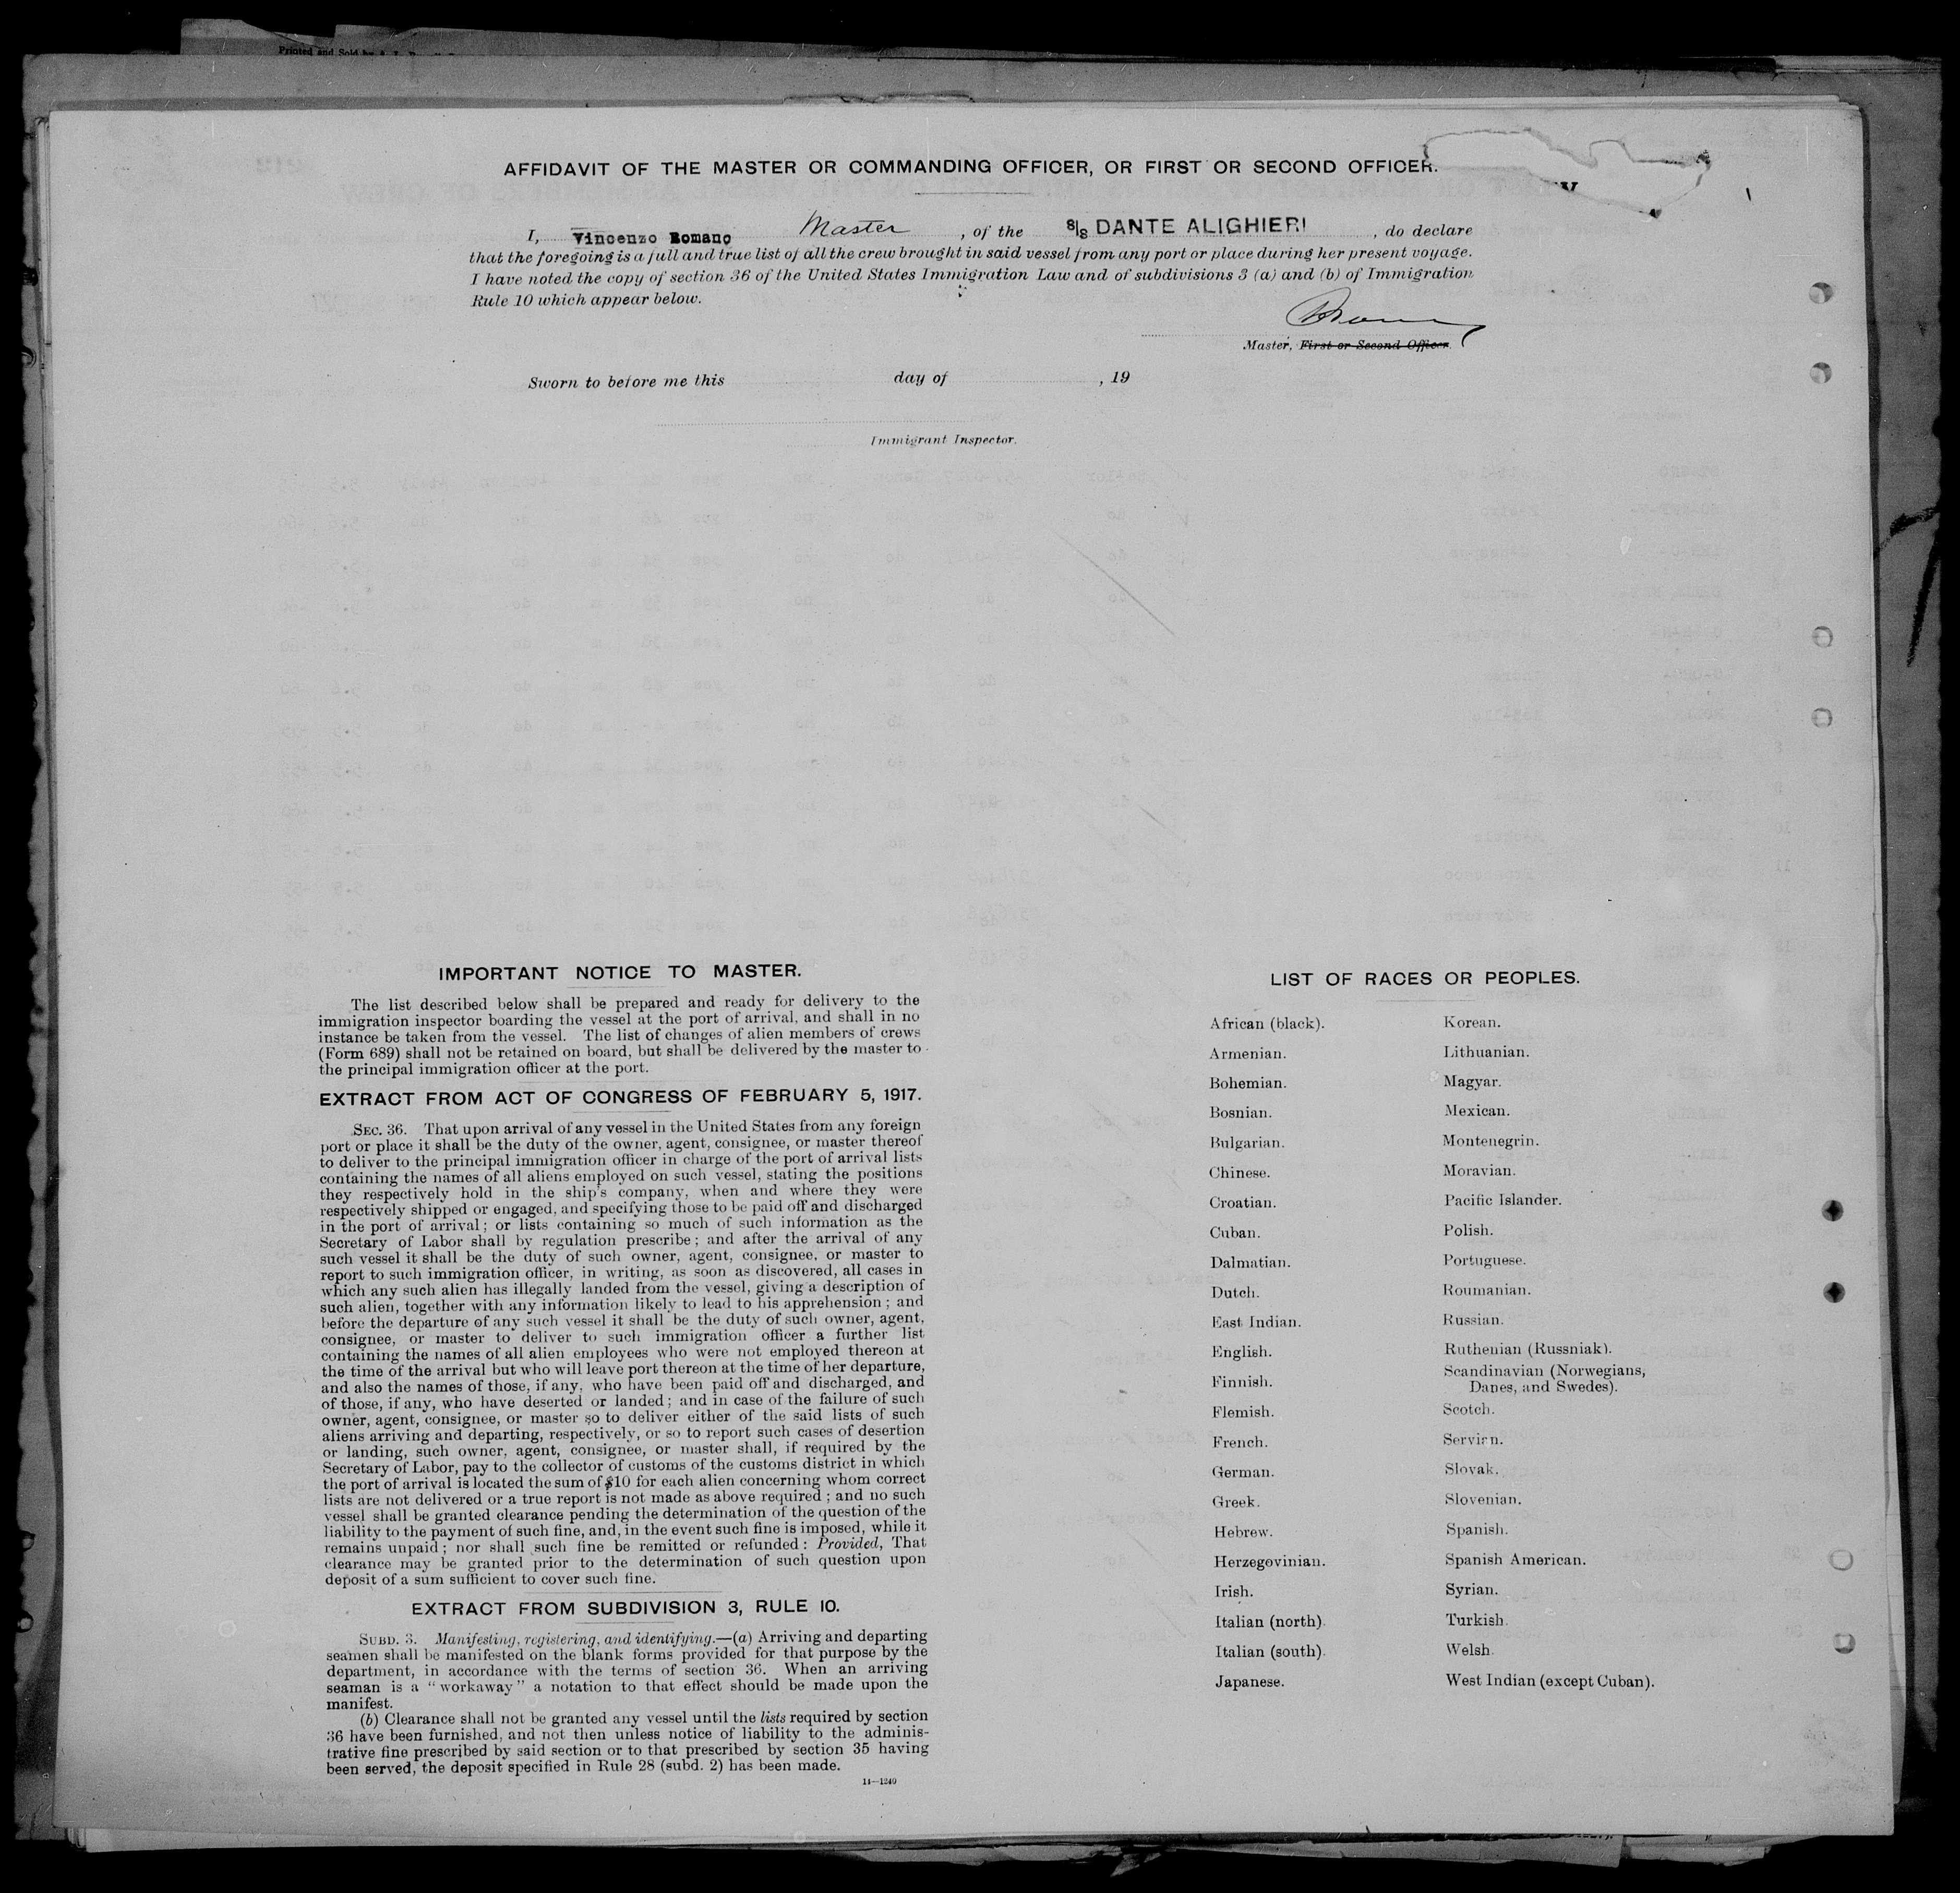 Printed and Sold by
AFFIDAVIT OF THE MASTER OR COMMANDING OFFICER, OR FIRST OR SECOND OFFICER.
I, Vincenzo Romano Master , of the S/S DANTE ALIGHIERI , do declare
that the foregoing is a full and true list of all the crew brought in said vessel from any port or place during her present voyage.
I have noted the copy of section 36 of the United States Immigration Law and of subdivisions 3 (a) and (b) of Immigration
Rule 10 which appear below.
Master, First or Second Officer.
Sworn to before me this day of , 19
Immigrant Inspector.
IMPORTANT NOTICE TO MASTER.
The list described below shall be prepared and ready for delivery to the
immigration inspector boarding the vessel at the port of arrival, and shall in no
instance be taken from the vessel. The list of changes of alien members of crews
(Form 689) shall not be retained on board, but shall be delivered by the master to
the principal immigration officer at the port.
EXTRACT FROM ACT OF CONGRESS OF FEBRUARY 5, 1917.
SEC. 36. That upon arrival of any vessel in the United States from any foreign
port or place it shall be the duty of the owner, agent, consignee, or master thereof
to deliver to the principal immigration officer in charge of the port of arrival lists
containing the names of all aliens employed on such vessel, stating the positions
they respectively hold in the ship's company, when and where they were
respectively shipped or engaged, and specifying those to be paid off and discharged
in the port of arrival; or lists containing so much of such information as the
Secretary of Labor shall by regulation prescribe; and after the arrival of any
such vessel it shall be the duty of such owner, agent, consignee, or master to
report to such immigration officer, in writing, as soon as discovered, all cases in
which any such alien has illegally landed from the vessel, giving a description of
such alien, together with any information likely to lead to his apprehension; and
before the departure of any such vessel it shall be the duty of such owner, agent,
consignee, or master to deliver to such immigration officer a further list
containing the names of all alien employees who were not employed thereon at
the time of the arrival but who will leave port thereon at the time of her departure,
and also the names of those, if any, who have been paid off and discharged, and
of those, if any, who have deserted or landed; and in case of the failure of such
owner, agent, consignee, or master so to deliver either of the said lists of such
aliens arriving and departing, respectively, or so to report such cases of desertion
or landing, such owner, agent, consignee, or master shall, if required by the
Secretary of Labor, pay to the collector of customs of the customs district in which
the port of arrival is located the sum of $10 for each alien concerning whom correct
lists are not delivered or a true report is not made as above required; and no such
vessel shall be granted clearance pending the determination of the question of the
liability to the payment of such fine, and, in the event such fine is imposed, while it
remains unpaid; nor shall such fine be remitted or refunded: Provided, That
clearance may be granted prior to the determination of such question upon
deposit of a sum sufficient to cover such fine.
EXTRACT FROM SUBDIVISION 3, RULE 10.
SUBD. 3. Manifesting, registering, and identifying.—(a) Arriving and departing
seamen shall be manifested on the blank forms provided for that purpose by the
department, in accordance with the terms of section 36. When an arriving
seaman is a "workaway" a notation to that effect should be made upon the
manifest.
(b) Clearance shall not be granted any vessel until the lists required by section
36 have been furnished, and not then unless notice of liability to the adminis-
trative fine prescribed by said section or to that prescribed by section 35 having
been served, the deposit specified in Rule 28 (subd. 2) has been made.
14—1240
LIST OF RACES OR PEOPLES.
African (black).
Armenian.
Bohemian.
Bosnian.
Bulgarian.
Chinese.
Croatian.
Cuban.
Dalmatian.
Dutch.
East Indian.
English.
Finnish.
Flemish.
French.
German.
Greek.
Hebrew.
Herzegovinian.
Irish.
Italian (north).
Italian (south).
Japanese.
Korean.
Lithuanian.
Magyar.
Mexican.
Montenegrin.
Moravian.
Pacific Islander.
Polish.
Portuguese.
Roumanian.
Russian.
Ruthenian (Russniak).
Scandinavian (Norwegians,
Danes, and Swedes).
Scotch.
Servian.
Slovak.
Slovenian.
Spanish.
Spanish American.
Syrian.
Turkish.
Welsh.
West Indian (except Cuban).